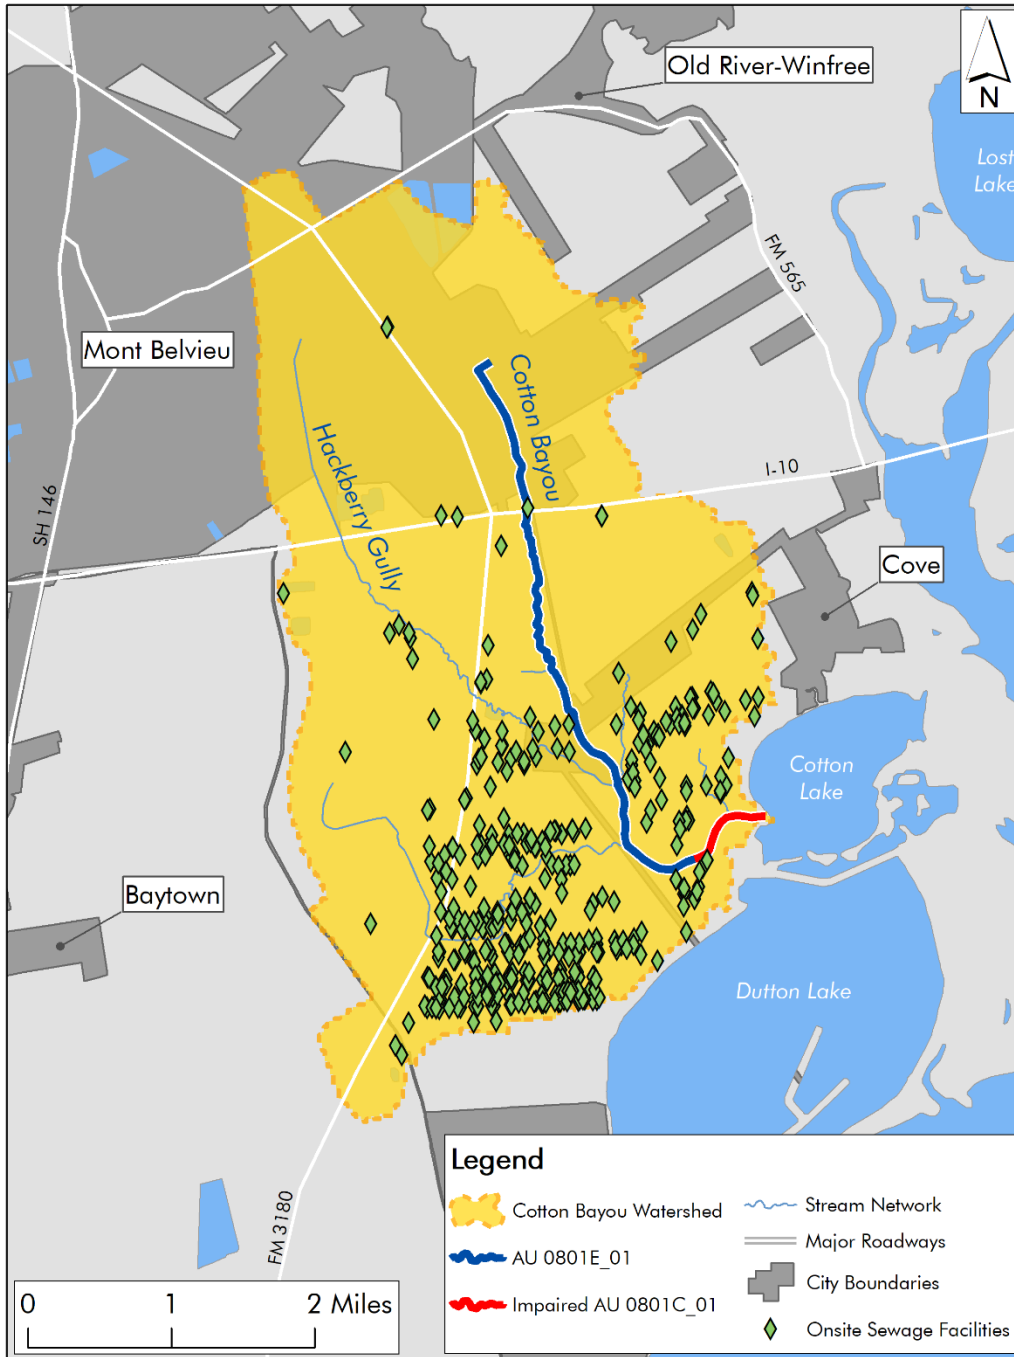 Old River-Winfree
N
Lost
Lake
FM 565
Mont Belvieu
Cotton Bayou
Hackberry Gully
I-10
SH 146
Cove
Cotton
Lake
Baytown
Dutton Lake
FM 3180
Legend
Cotton Bayou Watershed
Stream Network
AU 0801E_01
Major Roadways
City Boundaries
Impaired AU 0801C_01
Onsite Sewage Facilities
0 1 2 Miles